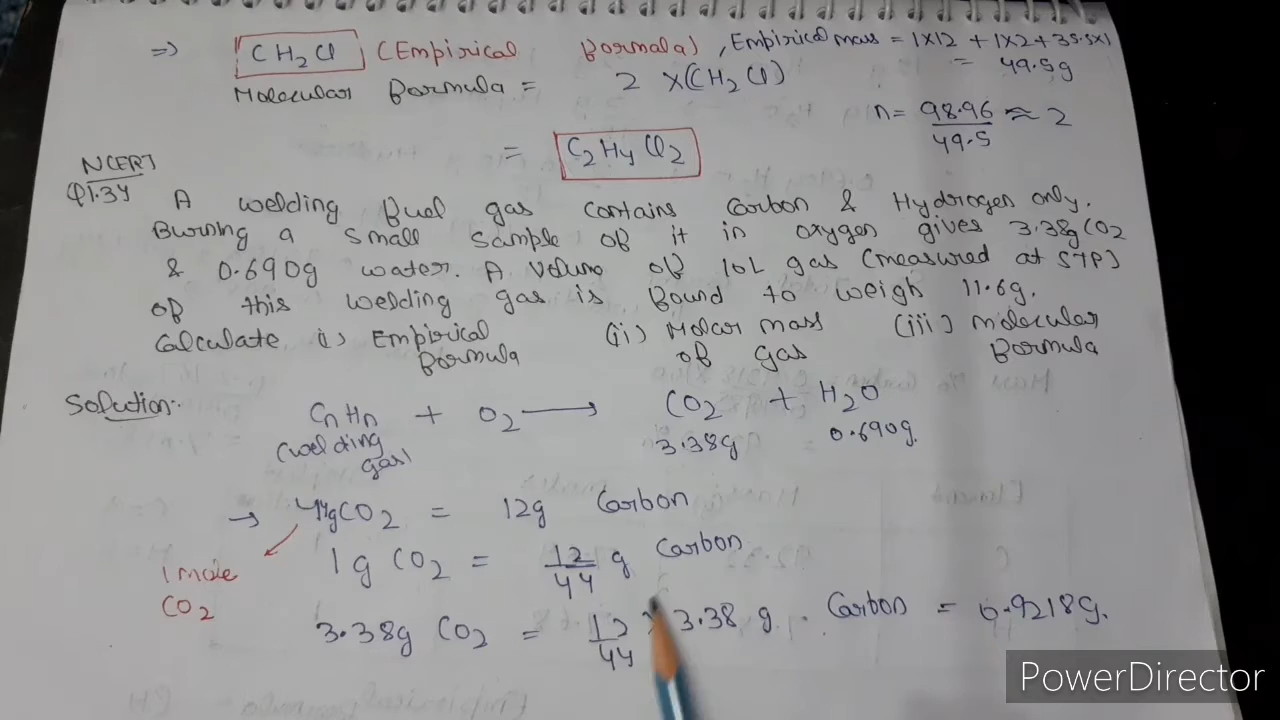 => CH2Cl (Empirical Formula), Empirical mass = 1×12 + 1×2+35.5×1
= 49.5g
Molecular Formula = 2 ×(CH2Cl)
n= 98.96/49.5 ≈ 2
= C2H4Cl2
NCERT
Q1.34 A welding fuel gas contains Carbon & Hydrogen only.
Burning a small sample of it in oxygen gives 3.38g CO2
& 0.690g water. A volume of 10L gas (measured at STP)
of this welding gas is found to weigh 11.6g.
Calculate (i) Empirical Formula (ii) Molar mass of gas (iii) molecular Formula
Solution:-
CnHn + O2 ⟶ CO2 + H2O
(welding gas) 3.38g 0.690g.
→ 44gCO2 = 12g Carbon
1g CO2 = 12/44 g Carbon
1 mole CO2
3.38g CO2 = 12/44 × 3.38 g. Carbon = 0.9218g.
PowerDirector